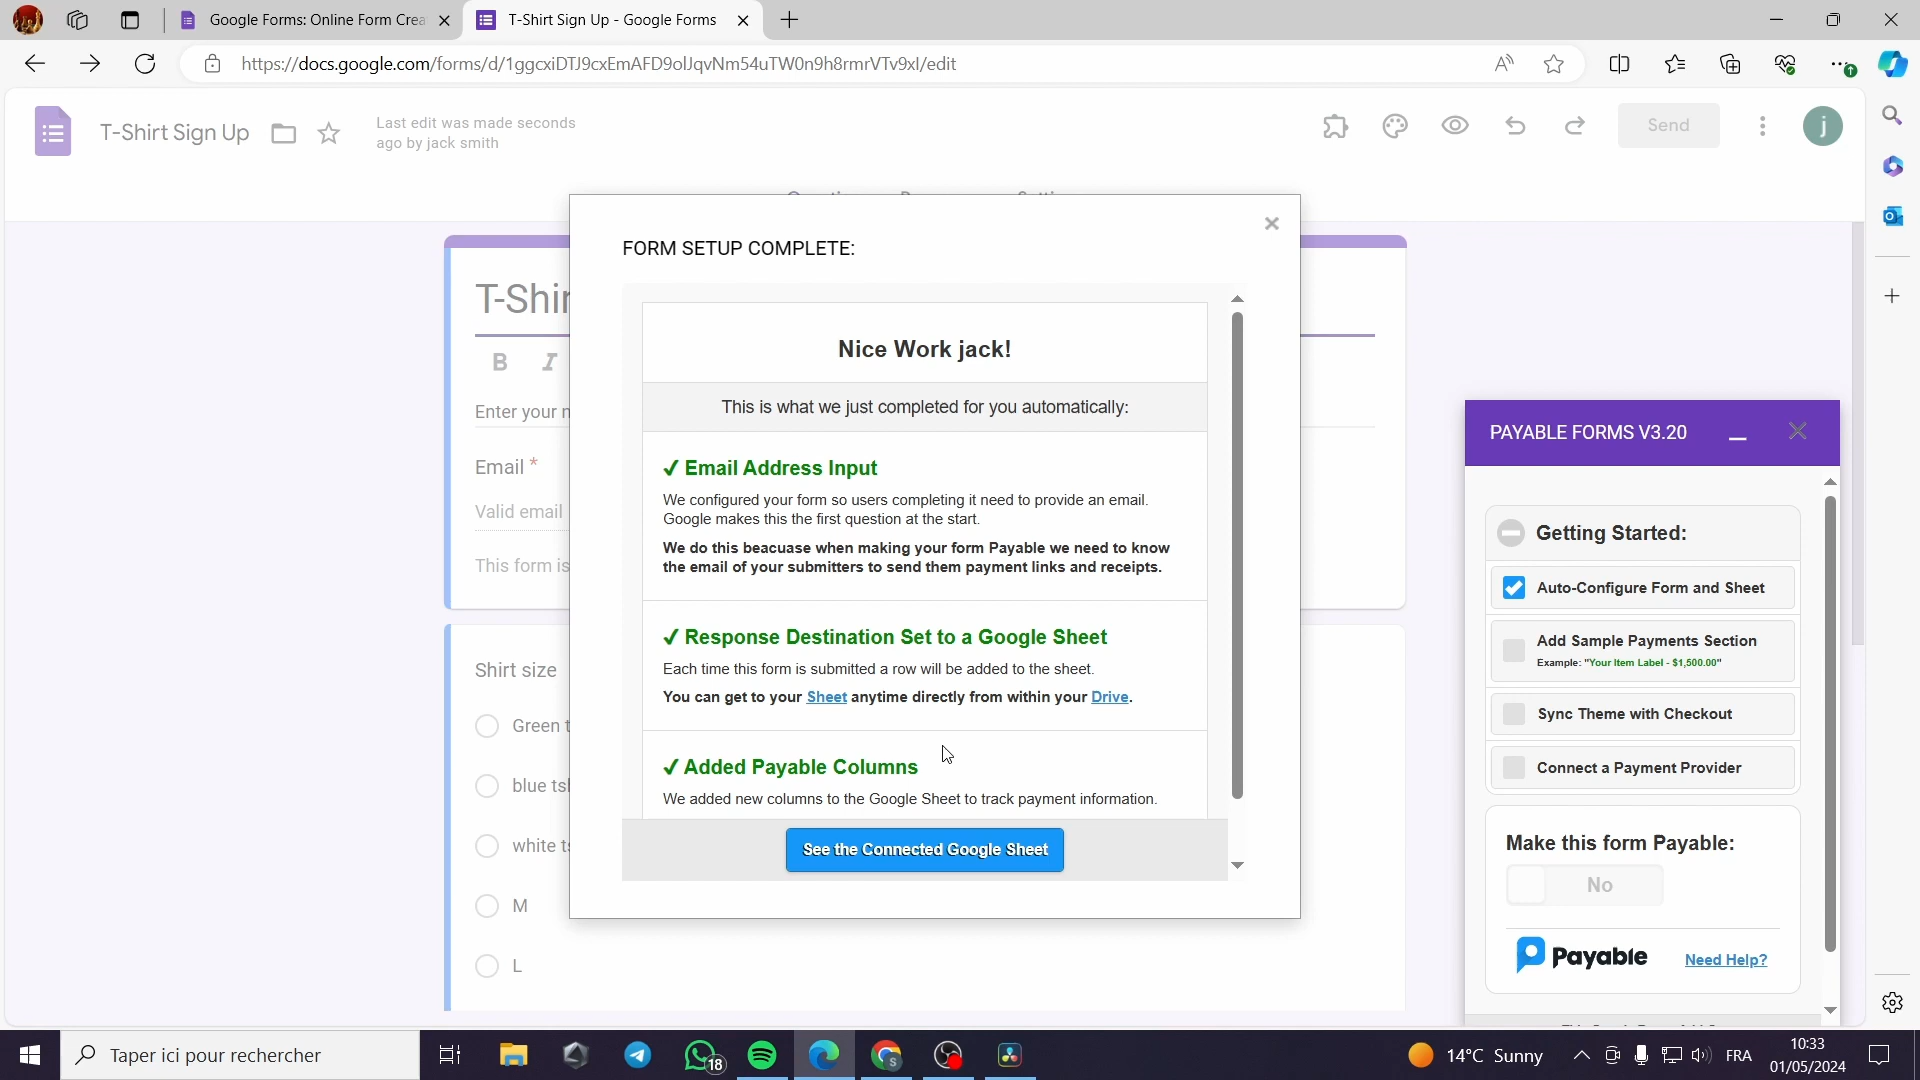 Google Forms: Online Form Crea
T-Shirt Sign Up - Google Forms
https://docs.google.com/forms/d/1ggcxiDTJ9cxEmAFD9olJqvNm54uTW0n9h8rmrVTv9xI/edit
T-Shirt Sign Up
Last edit was made seconds
ago by jack smith
Send
j
FORM SETUP COMPLETE:
Nice Work jack!
This is what we just completed for you automatically:
✓ Email Address Input
We configured your form so users completing it need to provide an email.
Google makes this the first question at the start.
We do this beacuase when making your form Payable we need to know
the email of your submitters to send them payment links and receipts.
✓ Response Destination Set to a Google Sheet
Each time this form is submitted a row will be added to the sheet.
You can get to your Sheet anytime directly from within your Drive.
✓ Added Payable Columns
We added new columns to the Google Sheet to track payment information.
See the Connected Google Sheet
T-Shir
B I
Enter your
Email *
Valid email
This form is
Shirt size
Green t
blue tsl
white t
M
L
PAYABLE FORMS V3.20
Getting Started:
Auto-Configure Form and Sheet
Add Sample Payments Section
Example: "Your Item Label - $1,500.00"
Sync Theme with Checkout
Connect a Payment Provider
Make this form Payable:
No
Payable
Need Help?
Taper ici pour rechercher
18
S
14°C Sunny
FRA
10:33
01/05/2024